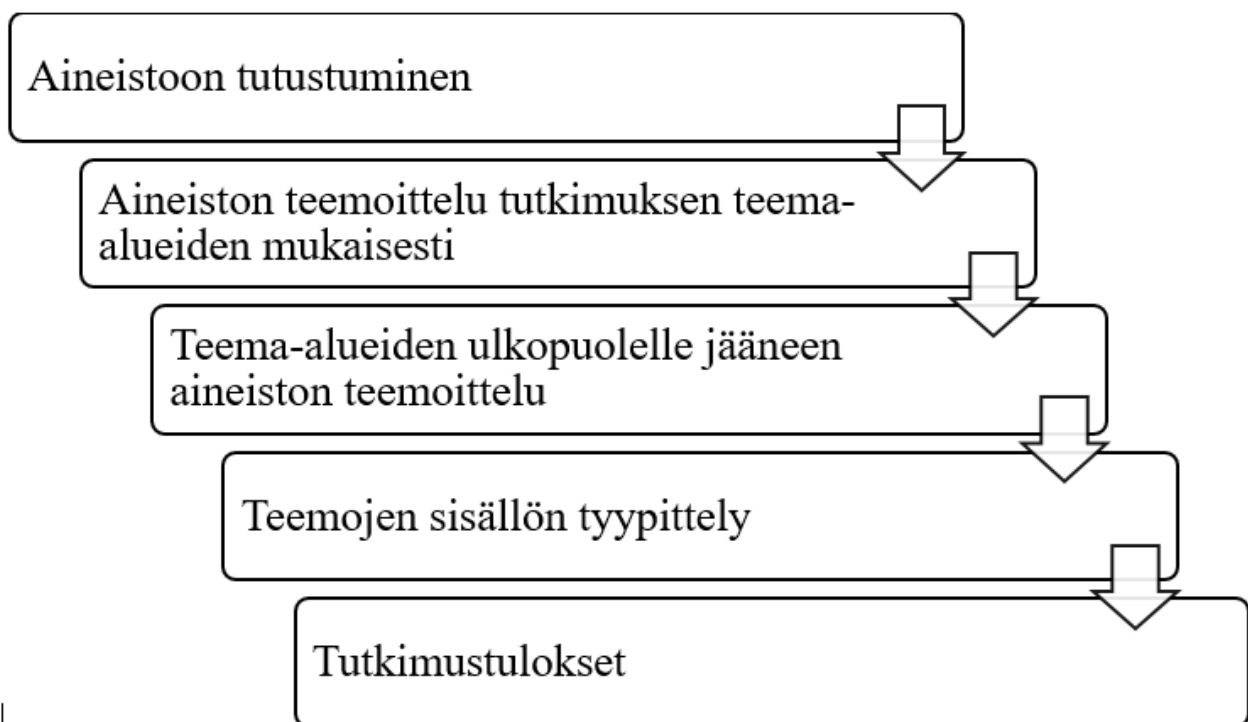 Aineistoon tutustuminen
Aineiston teemoittelu tutkimuksen teema-
alueiden mukaisesti
Teema-alueiden ulkopuolelle jääneen
aineiston teemoittelu
Teemojen sisällön tyypittely
Tutkimustulokset